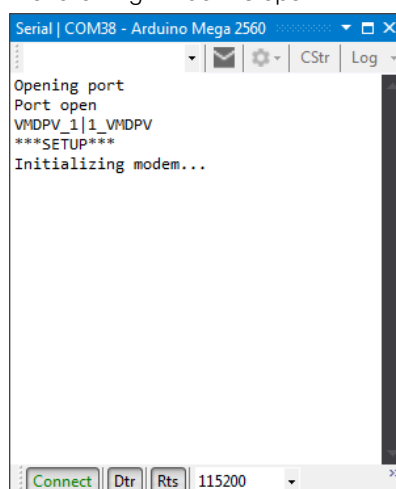 Serial | COM38 - Arduino Mega 2560
CStr Log
Opening port
Port open
VMDPV_1|1_VMDPV
***SETUP***
Initializing modem...
Connect Dtr Rts 115200